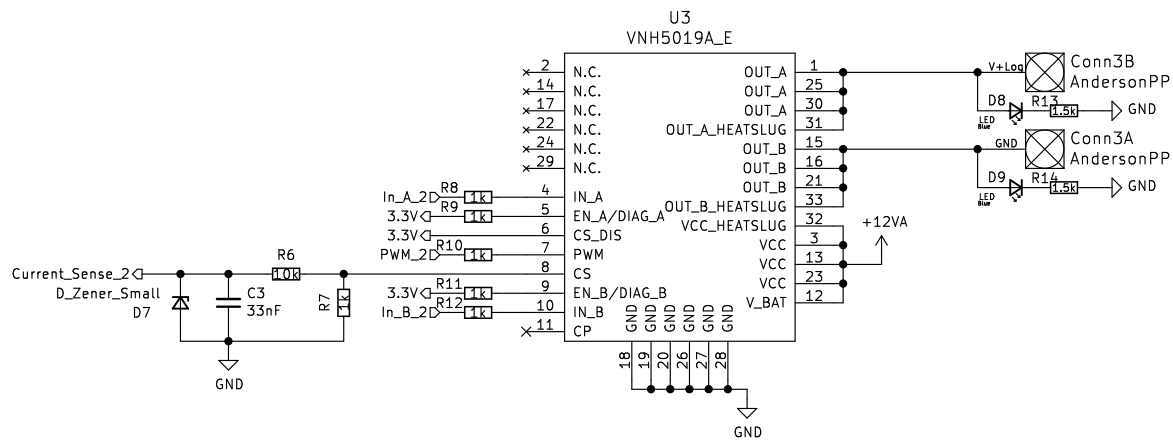 U3
VNH5019A_E
2 N.C.
14 N.C.
17 N.C.
22 N.C.
24 N.C.
29 N.C.
In_A_2 R8 1k 4 IN_A
3.3V R9 1k 5 EN_A/DIAG_A
3.3V 6 CS_DIS
PWM_2 R10 1k 7 PWM
Current_Sense_2 R6 10k 8 CS
3.3V R11 1k 9 EN_B/DIAG_B
In_B_2 R12 1k 10 IN_B
11 CP
D_Zener_Small
D7
C3
33nF
R7 1k
GND
OUT_A 1
OUT_A 25
OUT_A 30
OUT_A_HEATSLUG 31
OUT_B 15
OUT_B 16
OUT_B 21
OUT_B_HEATSLUG 33
VCC_HEATSLUG 32
VCC 3
VCC 13
VCC 23
V_BAT 12
+12VA
GND GND GND GND GND GND
18 19 20 26 27 28
GND
V+Log
Conn3B
AndersonPP
D8 R13
1.5k GND
LED
Blue
GND
Conn3A
AndersonPP
D9 R14
1.5k GND
LED
Blue